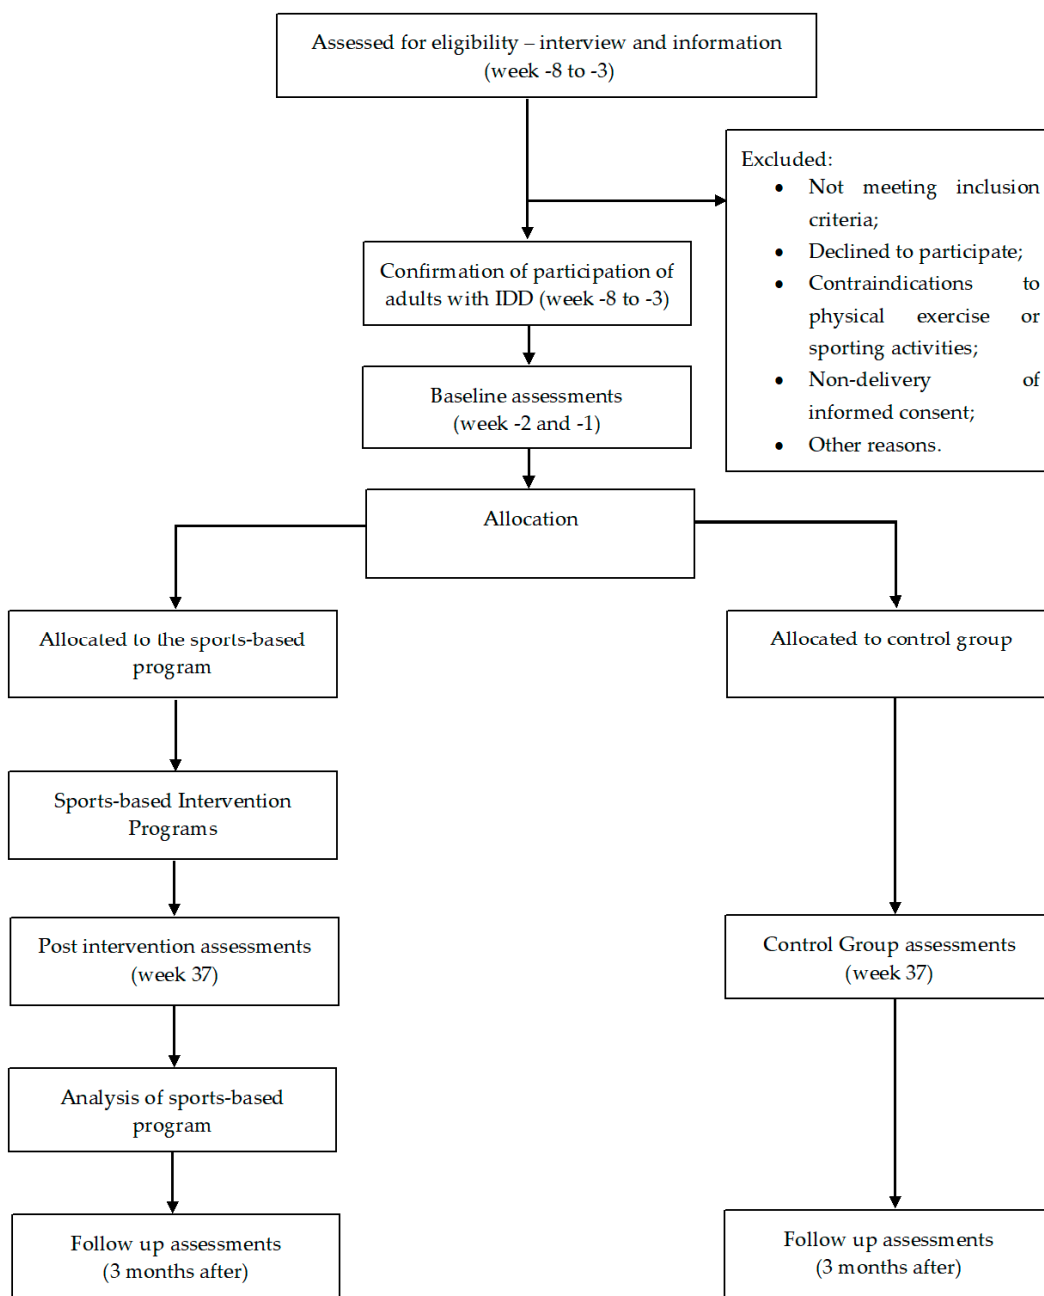 Assessed for eligibility – interview and information
(week -8 to -3)
Excluded:
• Not meeting inclusion
criteria;
• Declined to participate;
• Contraindications to
physical exercise or
sporting activities;
• Non-delivery of
informed consent;
• Other reasons.
Confirmation of participation of
adults with IDD (week -8 to -3)
Baseline assessments
(week -2 and -1)
Allocation
Allocated to the sports-based
program
Allocated to control group
Sports-based Intervention
Programs
Post intervention assessments
(week 37)
Control Group assessments
(week 37)
Analysis of sports-based
program
Follow up assessments
(3 months after)
Follow up assessments
(3 months after)